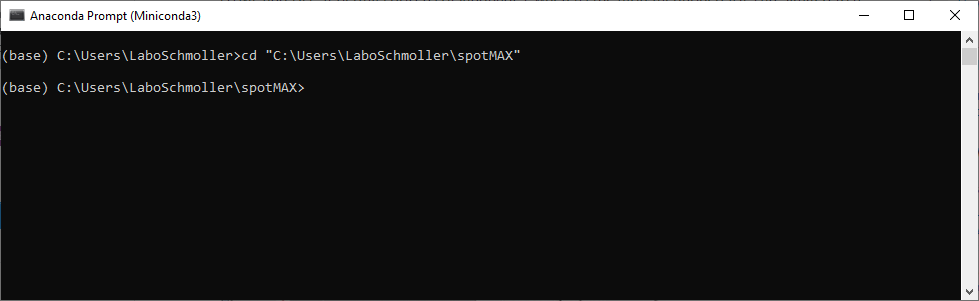 Anaconda Prompt (Miniconda3)
(base) C:\Users\LaboSchmoller>cd "C:\Users\LaboSchmoller\spotMAX"
(base) C:\Users\LaboSchmoller\spotMAX>